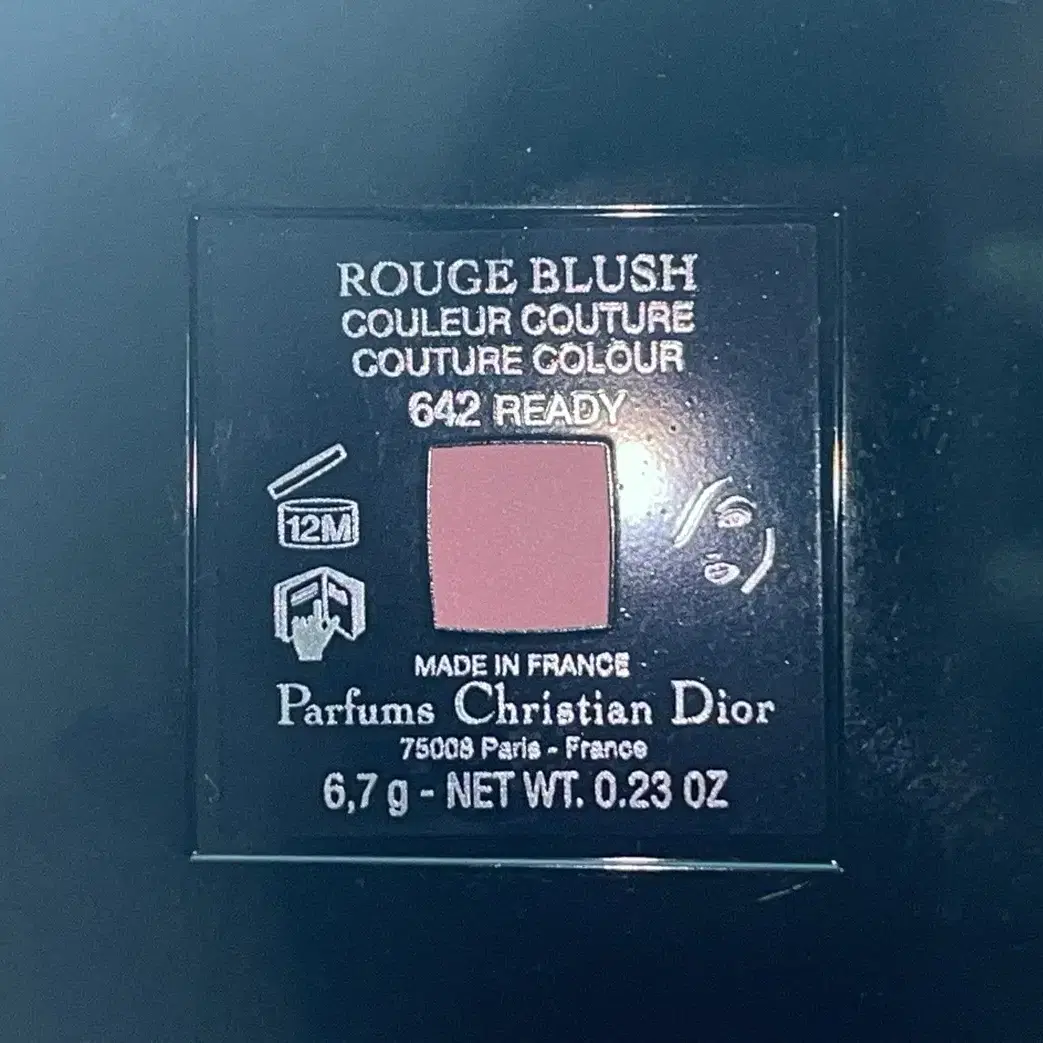 ROUGE BLUSH
COULEUR COUTURE
COUTURE COLOUR
642 READY
12M
MADE IN FRANCE
Parfums Christian Dior
75008 Paris - France
6,7 g - NET WT. 0.23 OZ